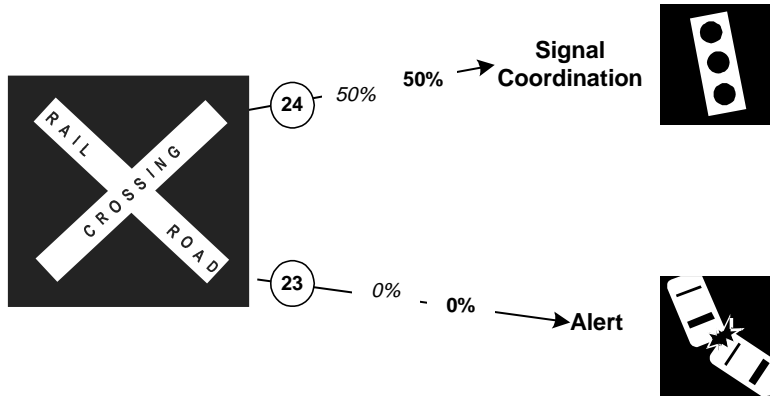 RAIL
CROSSING
ROAD
24
50%
50%
Signal
Coordination
23
0%
0%
Alert